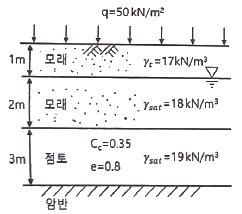 q=50kN/m²
1m 모래 γₜ=17kN/m³
2m 모래 γsat=18kN/m³
3m 점토 Cc=0.35 e=0.8 γsat=19kN/m³
암반